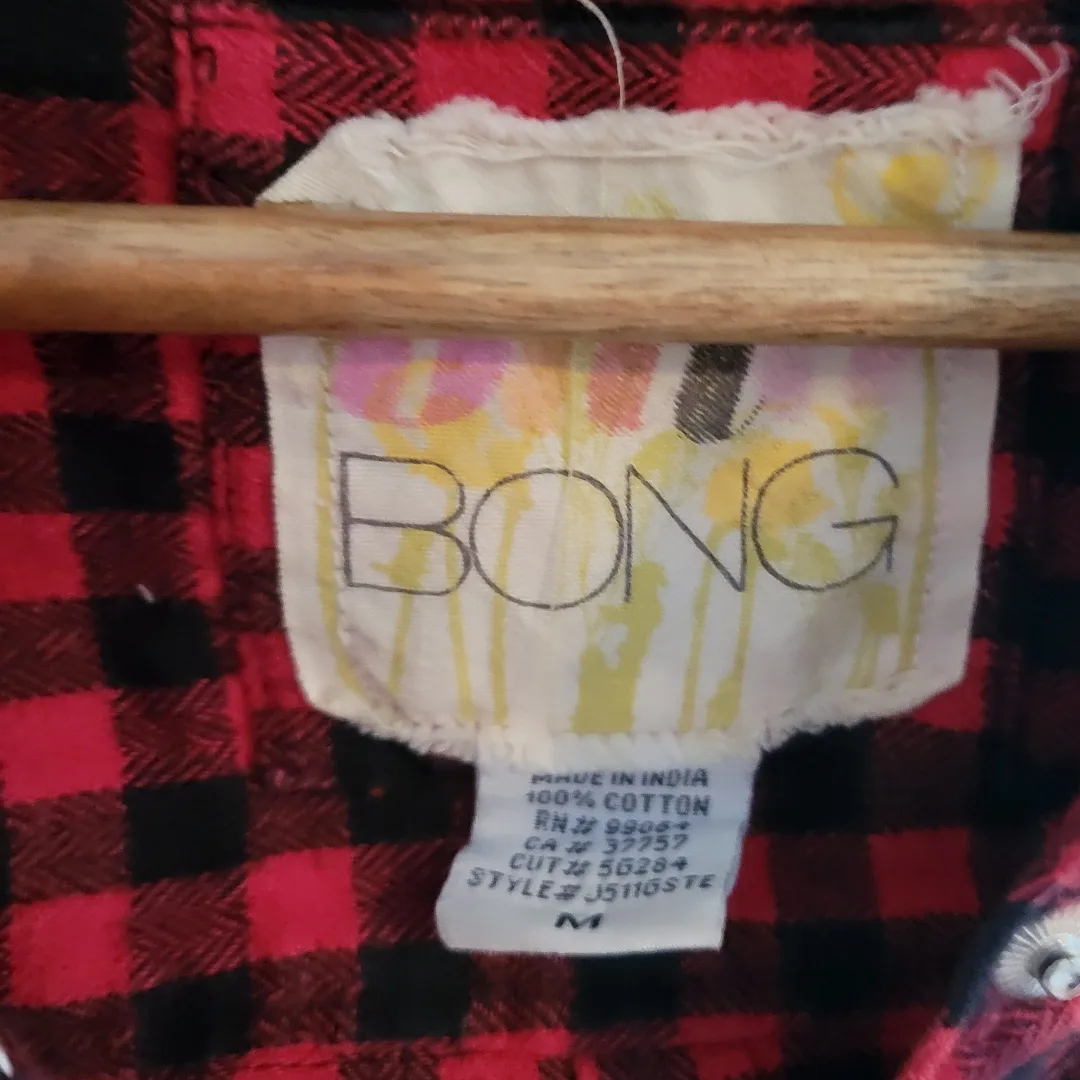 BONG
MADE IN INDIA
100% COTTON
RN# 99064
CA # 37757
CUT# 5G284
STYLE# J511GSTE
M